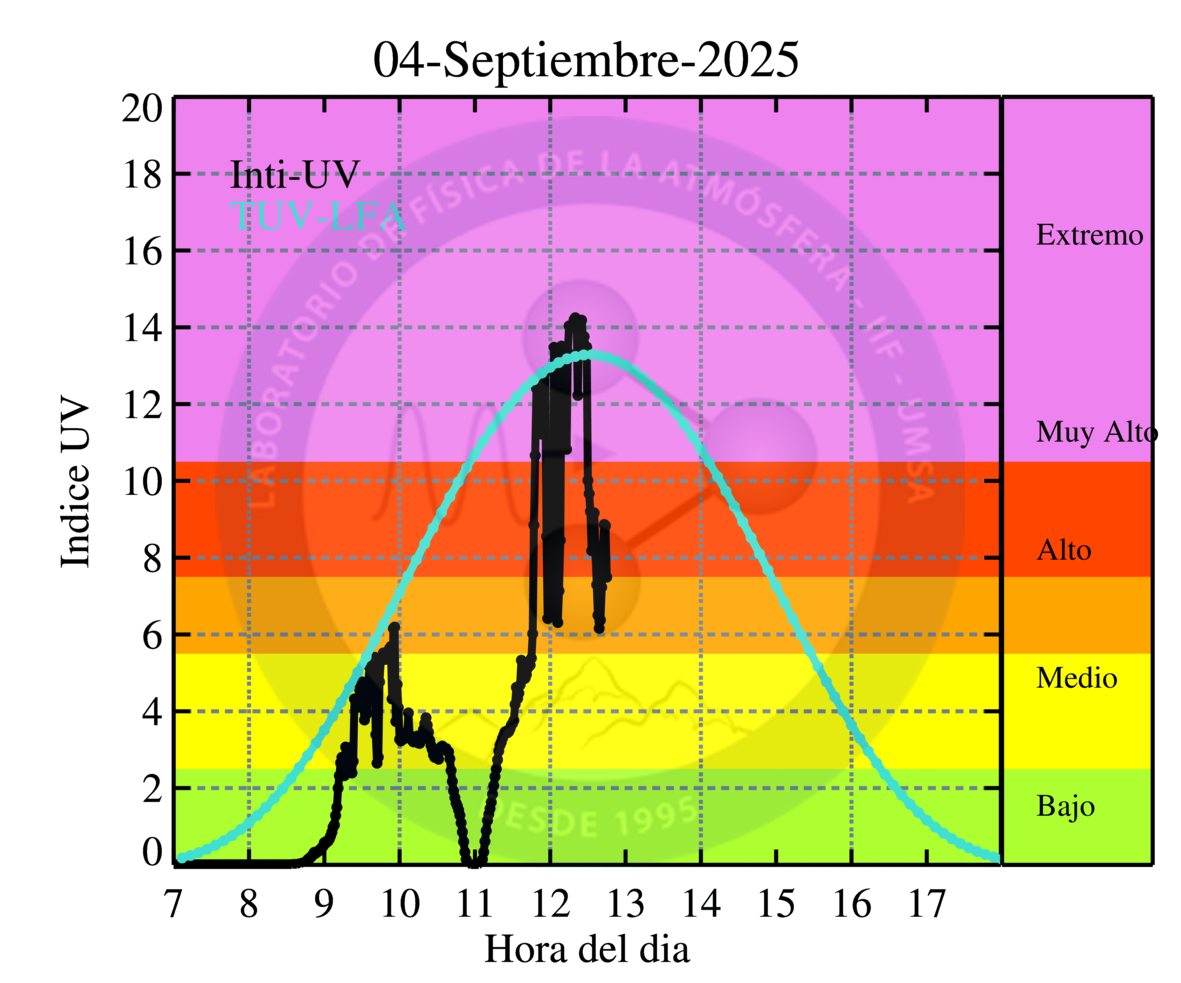 04-Septiembre-2025
20
18
16
14
12
10
8
6
4
2
0
Indice UV
Inti-UV
TUV-LFA
LABORATORIO DE FÍSICA DE LA ATMÓSFERA - IIF - UMSA
DESDE 1995
Extremo
Muy Alto
Alto
Medio
Bajo
7 8 9 10 11 12 13 14 15 16 17
Hora del dia